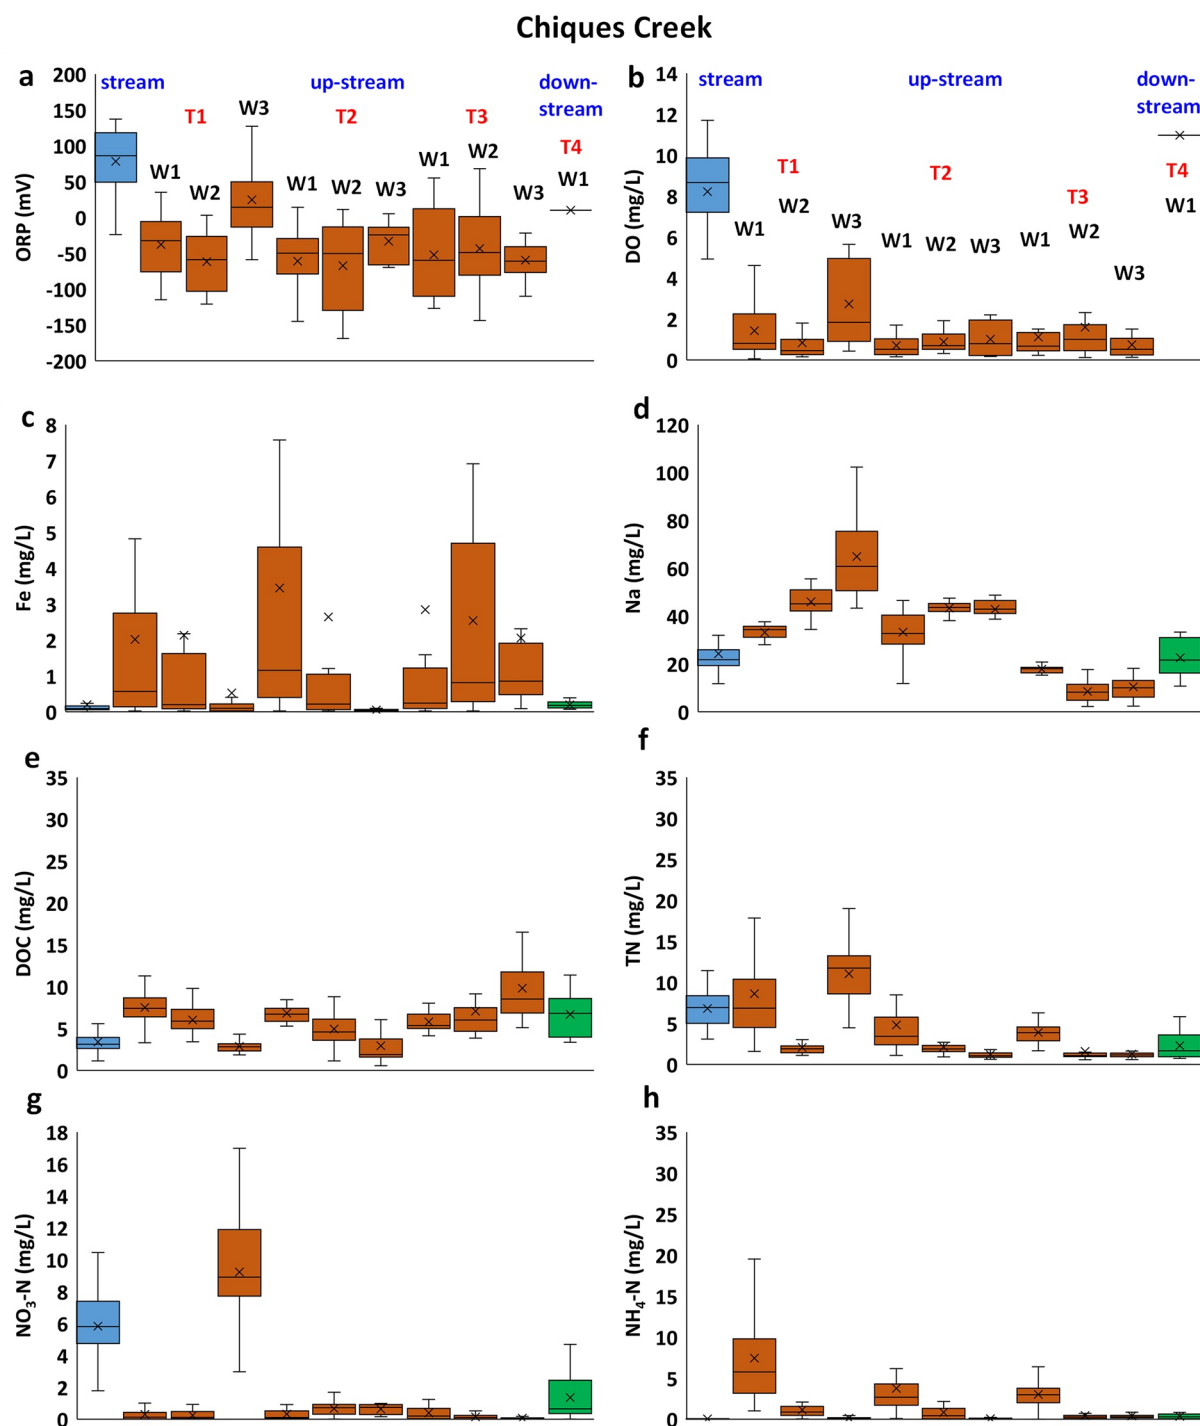 Chiques Creek
a
stream
up-stream
down-
stream
T1
T2
T3
T4
W1
W2
W3
W1
W2
W3
W1
W2
W3
W1
ORP (mV)
200
150
100
50
0
-50
-100
-150
-200
b
stream
up-stream
down-
stream
T1
T2
T3
T4
W1
W2
W3
W1
W2
W3
W1
W2
W3
W1
DO (mg/L)
14
12
10
8
6
4
2
0
c
Fe (mg/L)
8
7
6
5
4
3
2
1
0
d
Na (mg/L)
120
100
80
60
40
20
0
e
DOC (mg/L)
35
30
25
20
15
10
5
0
f
TN (mg/L)
35
30
25
20
15
10
5
0
g
NO3-N (mg/L)
18
16
14
12
10
8
6
4
2
0
h
NH4-N (mg/L)
35
30
25
20
15
10
5
0